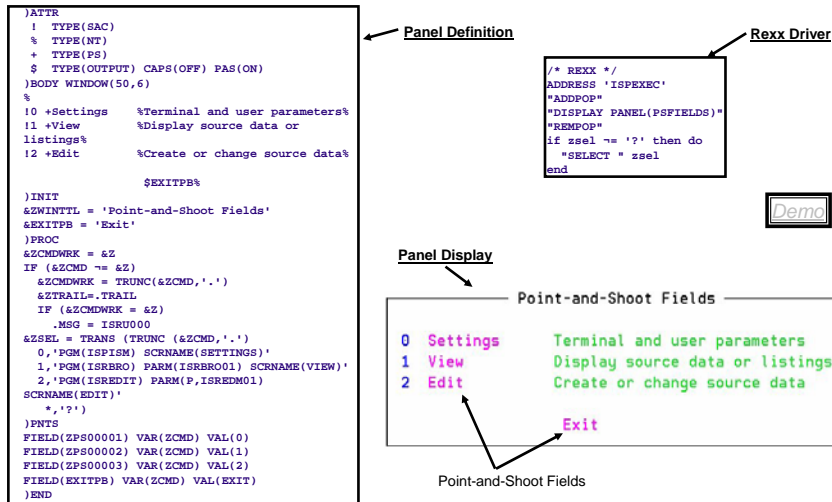 )ATTR
! TYPE(SAC)
% TYPE(NT)
+ TYPE(PS)
$ TYPE(OUTPUT) CAPS(OFF) PAS(ON)
)BODY WINDOW(50,6)
%
!0 +Settings %Terminal and user parameters%
!1 +View %Display source data or
listings%
!2 +Edit %Create or change source data%
$EXITPB%
)INIT
&ZWINTTL = 'Point-and-Shoot Fields'
&EXITPB = 'Exit'
)PROC
&ZCMDWRK = &Z
IF (&ZCMD ¬= &Z)
&ZCMDWRK = TRUNC(&ZCMD,'.')
&ZTRAIL=.TRAIL
IF (&ZCMDWRK = &Z)
.MSG = ISRU000
&ZSEL = TRANS (TRUNC (&ZCMD,'.')
0,'PGM(ISPISM) SCRNAME(SETTINGS)'
1,'PGM(ISRBRO) PARM(ISRBRO01) SCRNAME(VIEW)'
2,'PGM(ISREDIT) PARM(P,ISREDM01)
SCRNAME(EDIT)'
*,'?')
)PNTS
FIELD(ZPS00001) VAR(ZCMD) VAL(0)
FIELD(ZPS00002) VAR(ZCMD) VAL(1)
FIELD(ZPS00003) VAR(ZCMD) VAL(2)
FIELD(EXITPB) VAR(ZCMD) VAL(EXIT)
)END
Panel Definition
Rexx Driver
/* REXX */
ADDRESS 'ISPEXEC'
"ADDPOP"
"DISPLAY PANEL(PSFIELDS)"
"REMPOP"
if zsel ¬= '?' then do
"SELECT " zsel
end
Demo
Panel Display
Point-and-Shoot Fields
0 Settings Terminal and user parameters
1 View Display source data or listings
2 Edit Create or change source data
Exit
Point-and-Shoot Fields